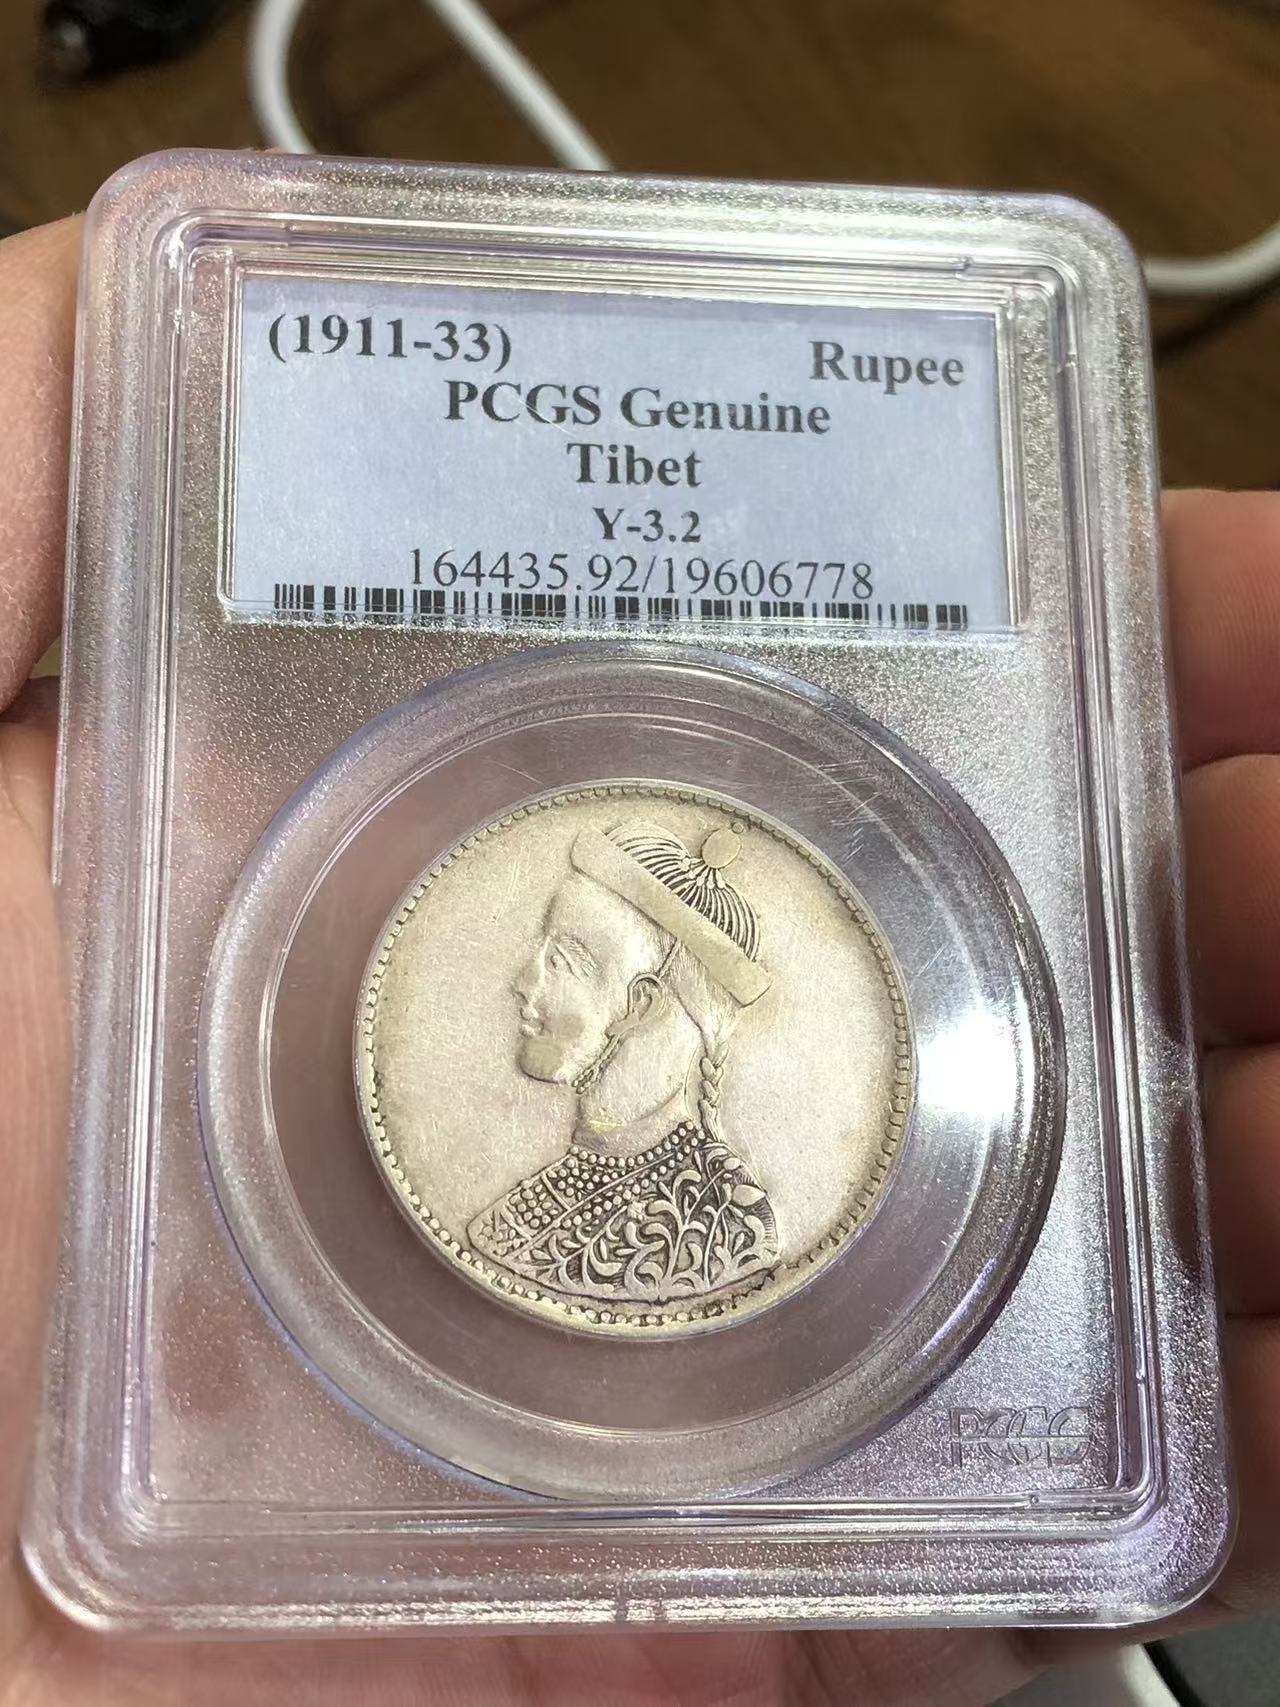 (1911-33) Rupee
PCGS Genuine
Tibet
Y-3.2
164435.92/19606778
PCGS